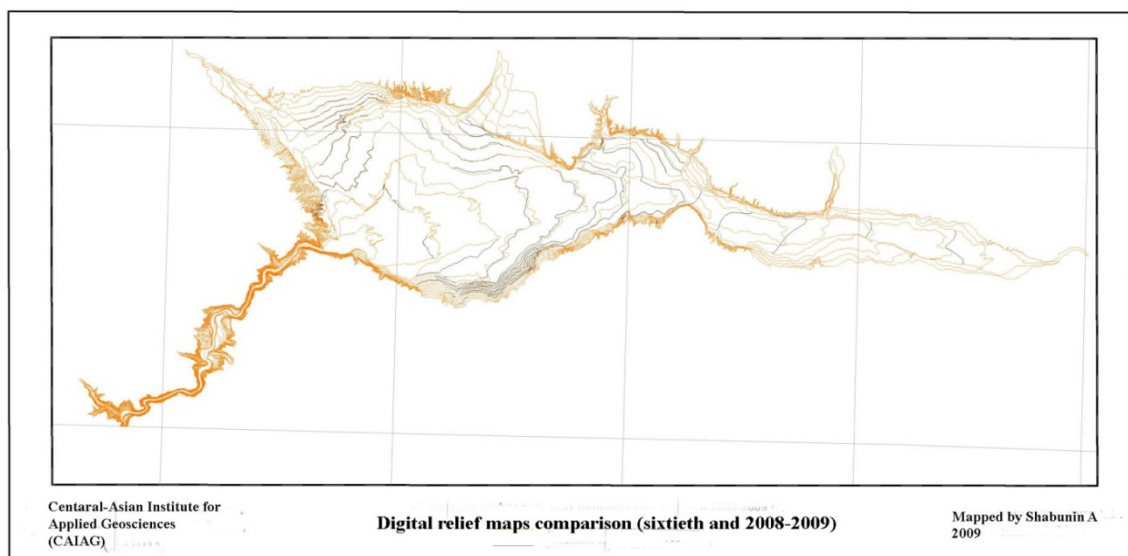 Centaral-Asian Institute for
Applied Geosciences
(CAIAG)
Digital relief maps comparison (sixtieth and 2008-2009)
Mapped by Shabunin A
2009